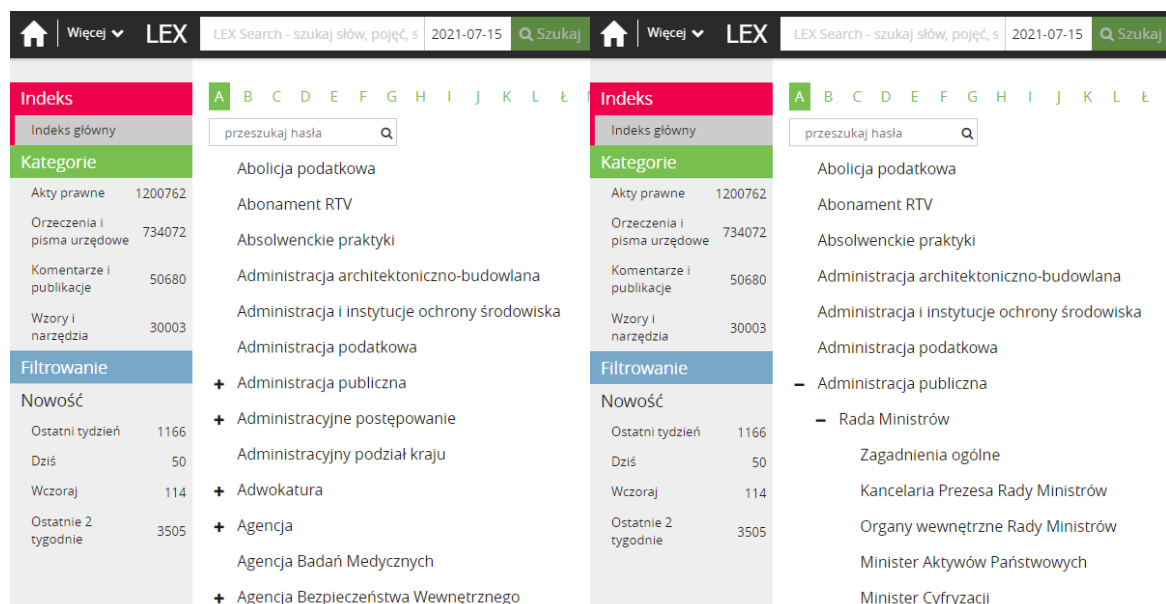 Więcej LEX LEX Search - szukaj słów, pojęć, s 2021-07-15 Szukaj
Indeks
Indeks główny
Kategorie
Akty prawne 1200762
Orzeczenia i
pisma urzędowe 734072
Komentarze i
publikacje 50680
Wzory i
narzędzia 30003
Filtrowanie
Nowość
Ostatni tydzień 1166
Dziś 50
Wczoraj 114
Ostatnie 2
tygodnie 3505
A B C D E F G H I J K L Ł
przeszukaj hasła
Abolicja podatkowa
Abonament RTV
Absolwenckie praktyki
Administracja architektoniczno-budowlana
Administracja i instytucje ochrony środowiska
Administracja podatkowa
+ Administracja publiczna
+ Administracyjne postępowanie
Administracyjny podział kraju
+ Adwokatura
+ Agencja
Agencja Badań Medycznych
+ Agencja Bezpieczeństwa Wewnętrznego
Więcej LEX LEX Search - szukaj słów, pojęć, s 2021-07-15 Szukaj
Indeks
Indeks główny
Kategorie
Akty prawne 1200762
Orzeczenia i
pisma urzędowe 734072
Komentarze i
publikacje 50680
Wzory i
narzędzia 30003
Filtrowanie
Nowość
Ostatni tydzień 1166
Dziś 50
Wczoraj 114
Ostatnie 2
tygodnie 3505
A B C D E F G H I J K L Ł
przeszukaj hasła
Abolicja podatkowa
Abonament RTV
Absolwenckie praktyki
Administracja architektoniczno-budowlana
Administracja i instytucje ochrony środowiska
Administracja podatkowa
− Administracja publiczna
− Rada Ministrów
Zagadnienia ogólne
Kancelaria Prezesa Rady Ministrów
Organy wewnętrzne Rady Ministrów
Minister Aktywów Państwowych
Minister Cyfryzacji